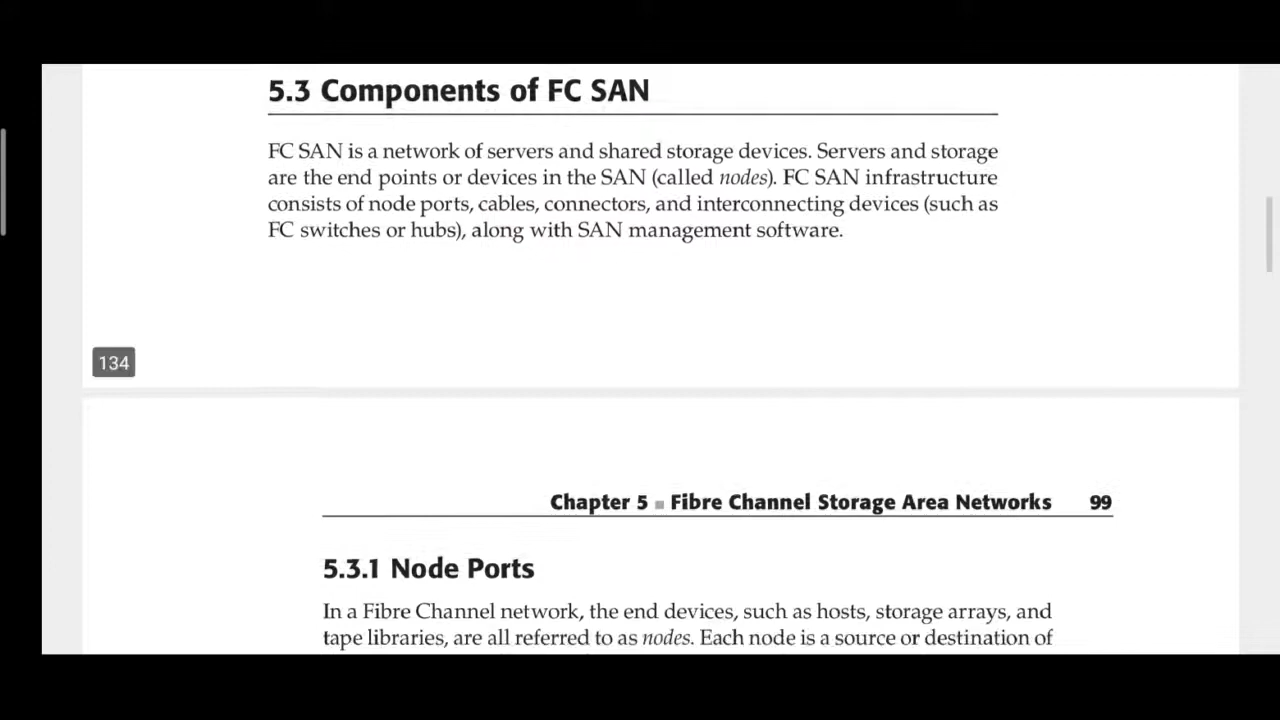 5.3 Components of FC SAN
FC SAN is a network of servers and shared storage devices. Servers and storage
are the end points or devices in the SAN (called nodes). FC SAN infrastructure
consists of node ports, cables, connectors, and interconnecting devices (such as
FC switches or hubs), along with SAN management software.
134
Chapter 5 ■ Fibre Channel Storage Area Networks 99
5.3.1 Node Ports
In a Fibre Channel network, the end devices, such as hosts, storage arrays, and
tape libraries, are all referred to as nodes. Each node is a source or destination of